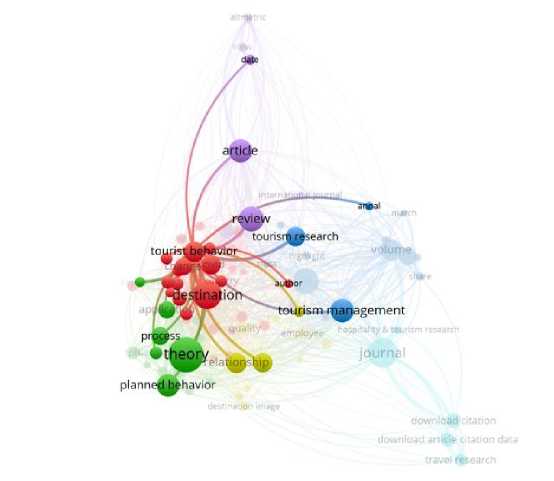 altmetric
date
article
international journal
annal
march
review
tourism research
tourist behavior
volume
highlight
share
author
destination
tourism management
quality
employee
hospitality & tourism research
process
theory
relationship
journal
planned behavior
destination image
download citation
download article citation data
travel research